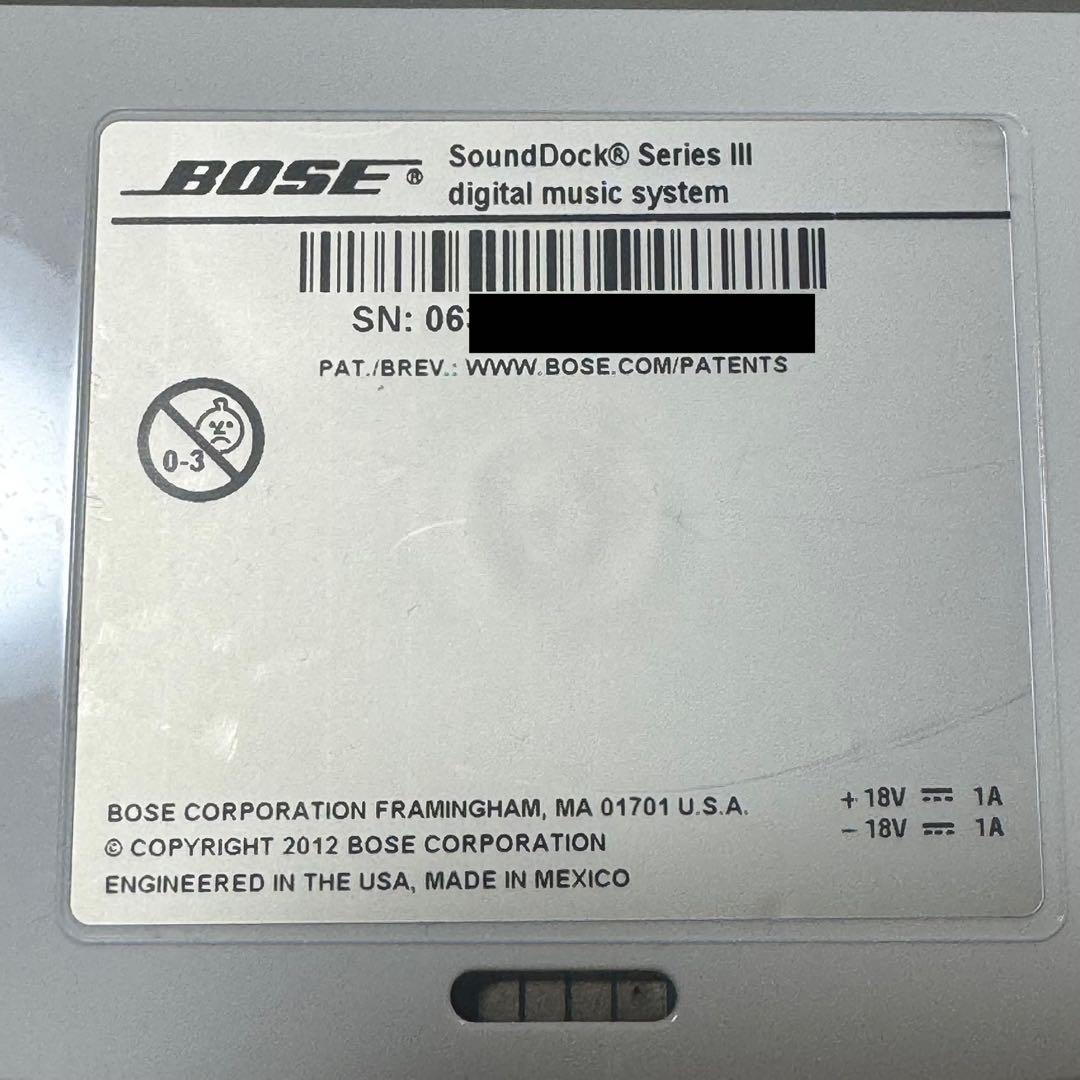 BOSE® SoundDock® Series III
digital music system
SN: 063
PAT./BREV.: WWW.BOSE.COM/PATENTS
0-3
BOSE CORPORATION FRAMINGHAM, MA 01701 U.S.A.
© COPYRIGHT 2012 BOSE CORPORATION
ENGINEERED IN THE USA, MADE IN MEXICO
+ 18V ⎓ 1A
− 18V ⎓ 1A